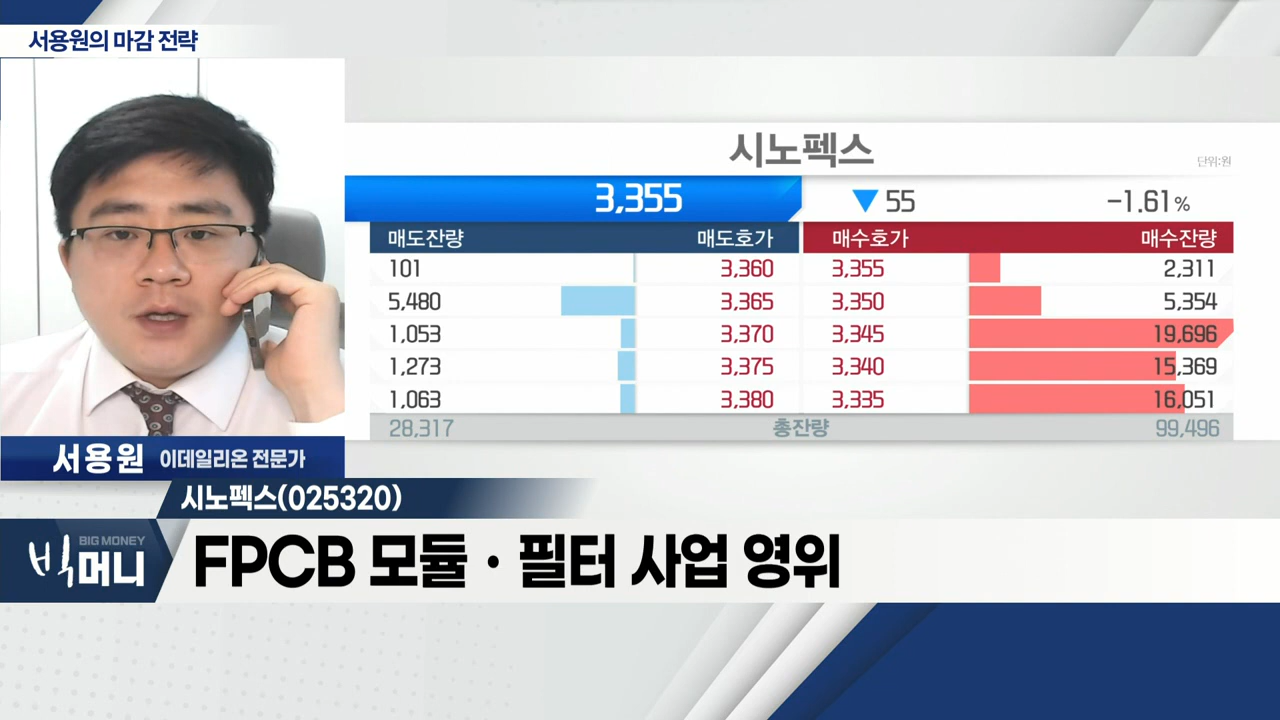 서용원의 마감 전략
시노펙스
단위:원
3,355 ▼ 55 -1.61%
매도잔량 매도호가 매수호가 매수잔량
101 3,360 3,355 2,311
5,480 3,365 3,350 5,354
1,053 3,370 3,345 19,696
1,273 3,375 3,340 15,369
1,063 3,380 3,335 16,051
28,317 총잔량 99,496
서용원 이데일리온 전문가
시노펙스(025320)
BIG MONEY
빅머니
FPCB 모듈·필터 사업 영위